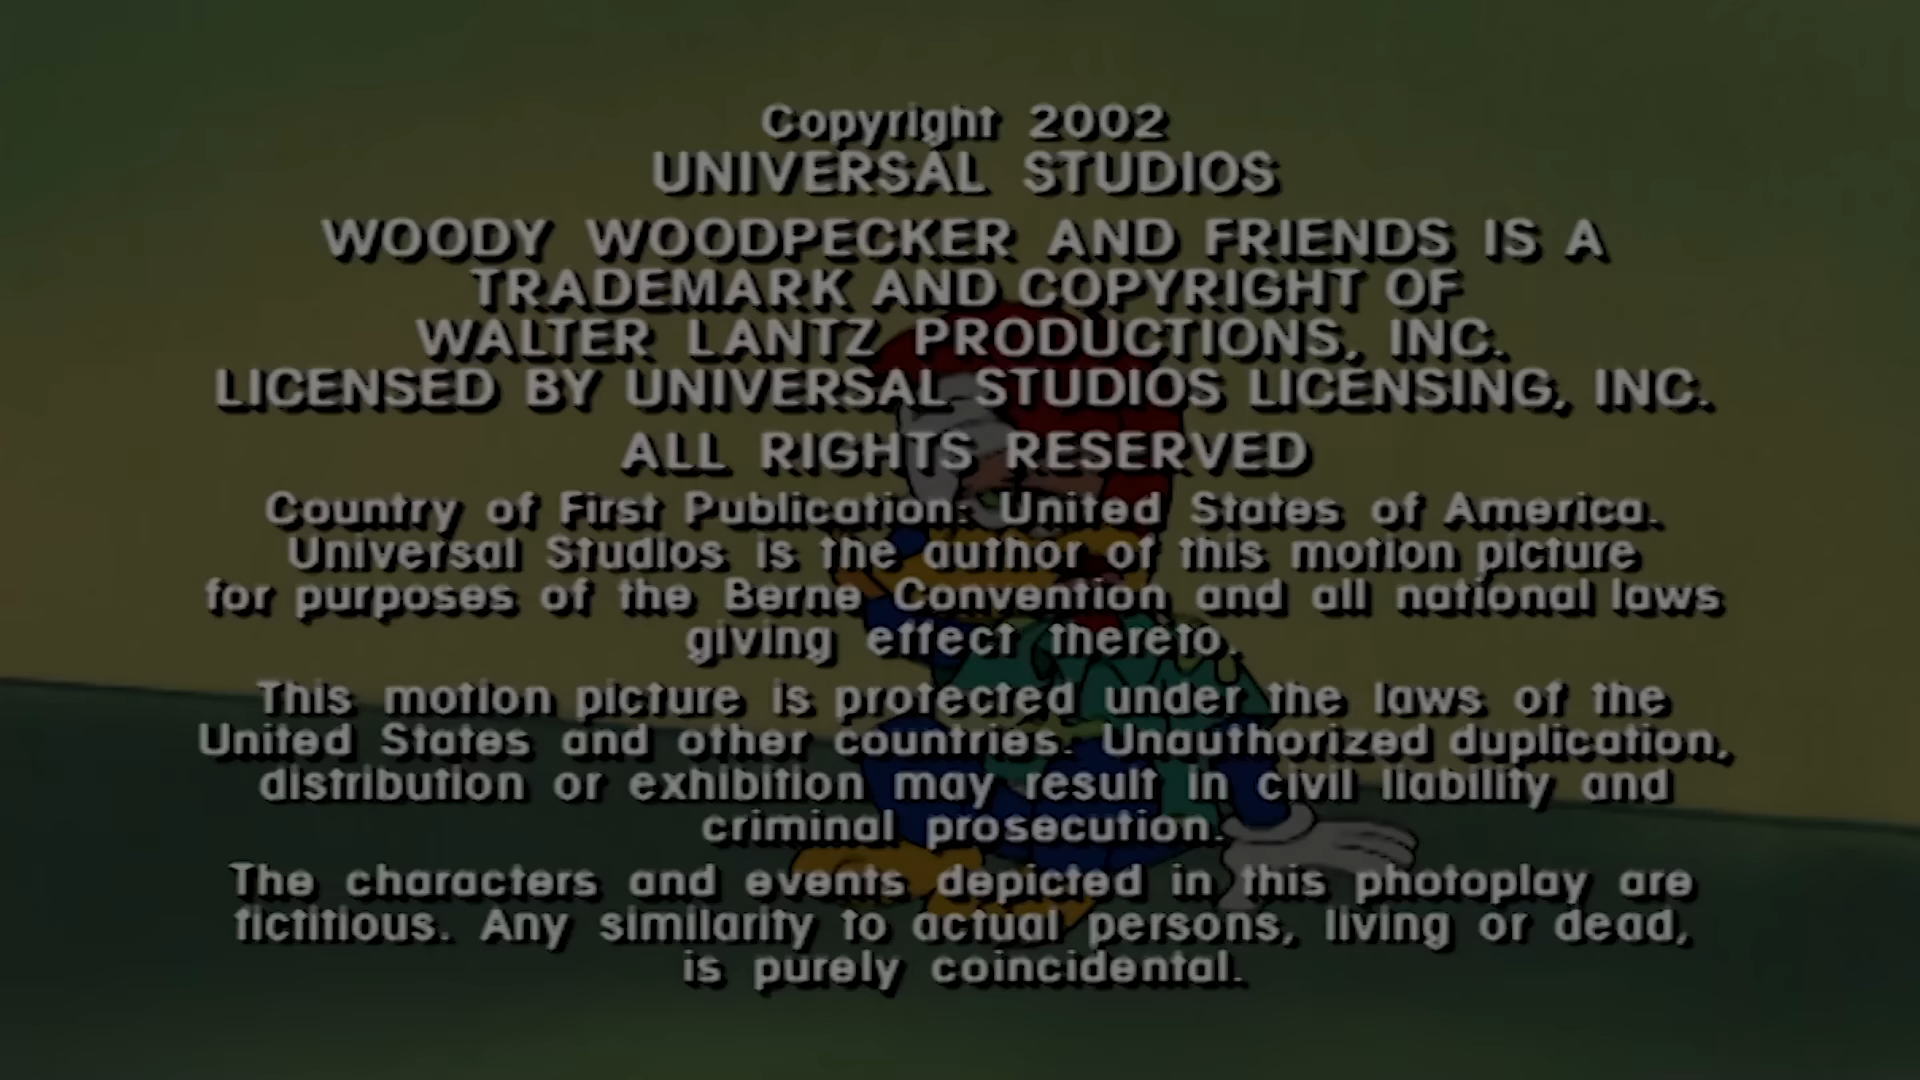 Copyright 2002
UNIVERSAL STUDIOS
WOODY WOODPECKER AND FRIENDS IS A
TRADEMARK AND COPYRIGHT OF
WALTER LANTZ PRODUCTIONS, INC.
LICENSED BY UNIVERSAL STUDIOS LICENSING, INC.
ALL RIGHTS RESERVED
Country of First Publication: United States of America.
Universal Studios is the author of this motion picture
for purposes of the Berne Convention and all national laws
giving effect thereto.
This motion picture is protected under the laws of the
United States and other countries. Unauthorized duplication,
distribution or exhibition may result in civil liability and
criminal prosecution.
The characters and events depicted in this photoplay are
fictitious. Any similarity to actual persons, living or dead,
is purely coincidental.